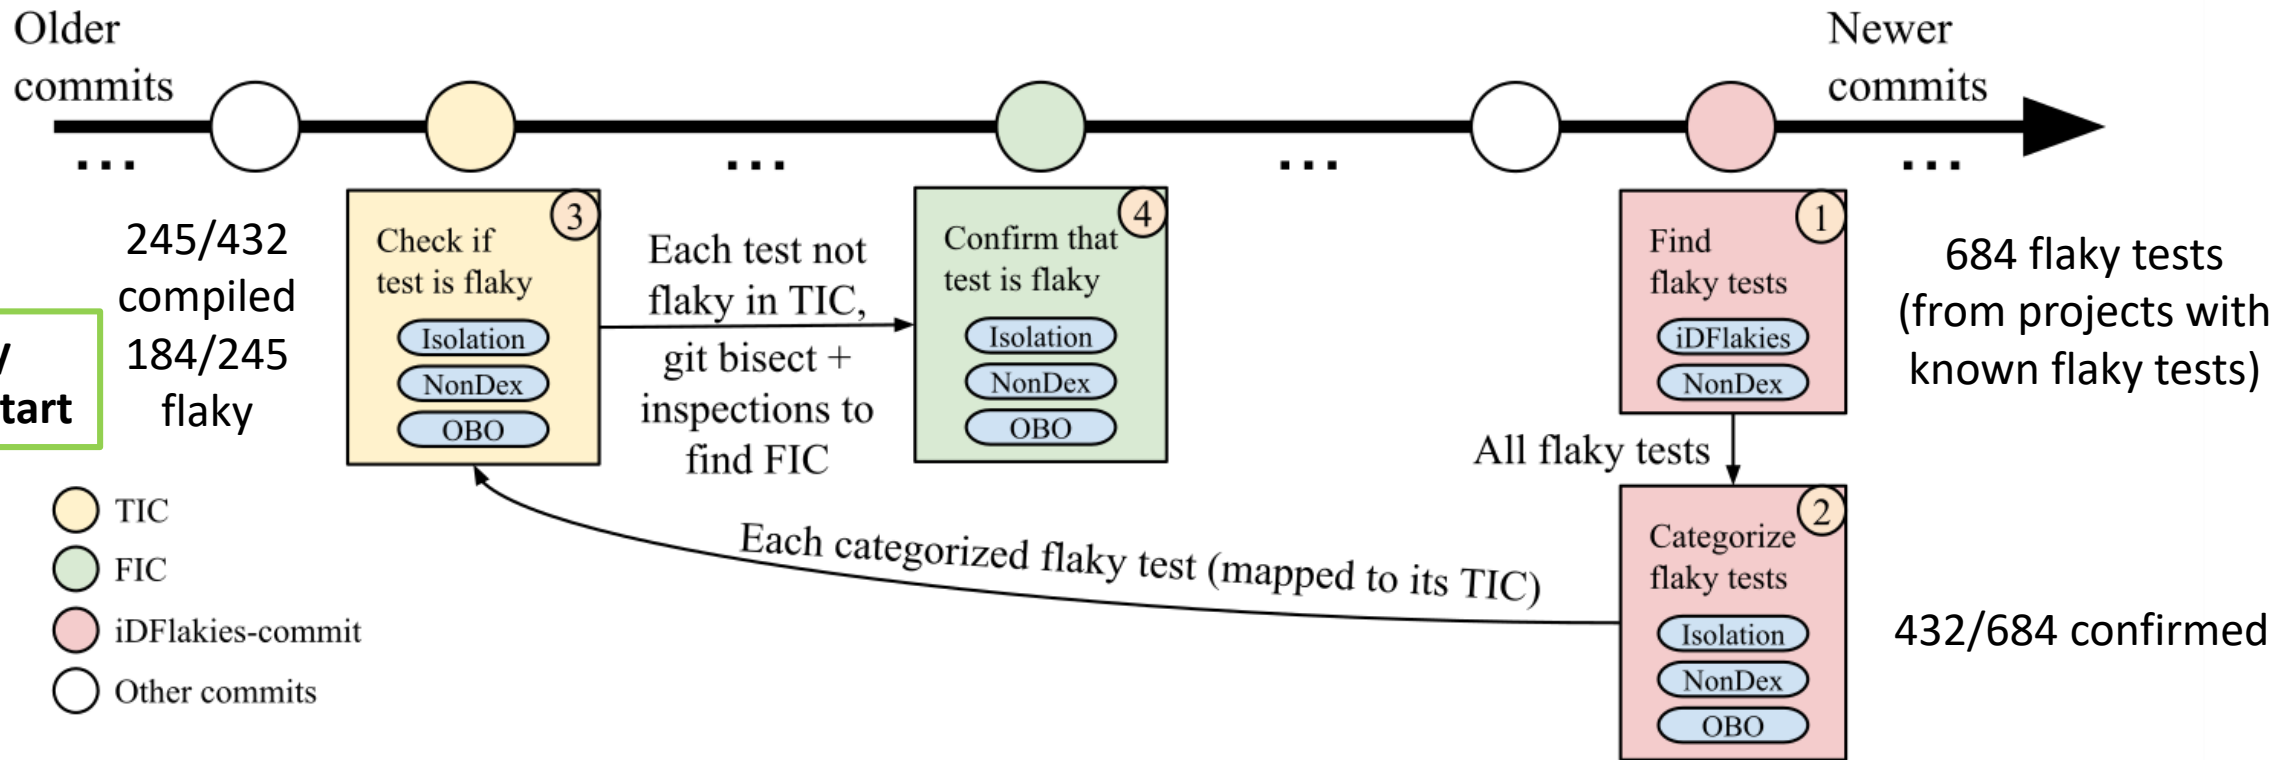 Older
commits
Newer
commits
...
...
...
...
245/432
compiled
184/245
flaky
y
tart
3
Check if
test is flaky
Isolation
NonDex
OBO
Each test not
flaky in TIC,
git bisect +
inspections to
find FIC
4
Confirm that
test is flaky
Isolation
NonDex
OBO
1
Find
flaky tests
iDFlakies
NonDex
684 flaky tests
(from projects with
known flaky tests)
All flaky tests
2
Categorize
flaky tests
Isolation
NonDex
OBO
432/684 confirmed
Each categorized flaky test (mapped to its TIC)
TIC
FIC
iDFlakies-commit
Other commits